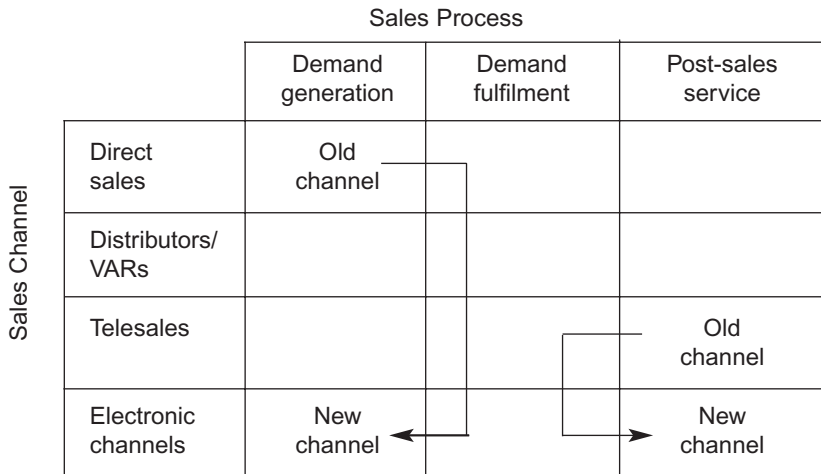 Sales Process
Demand
generation
Demand
fulfilment
Post-sales
service
Sales Channel
Direct
sales
Old
channel
Distributors/
VARs
Telesales
Old
channel
Electronic
channels
New
channel
New
channel